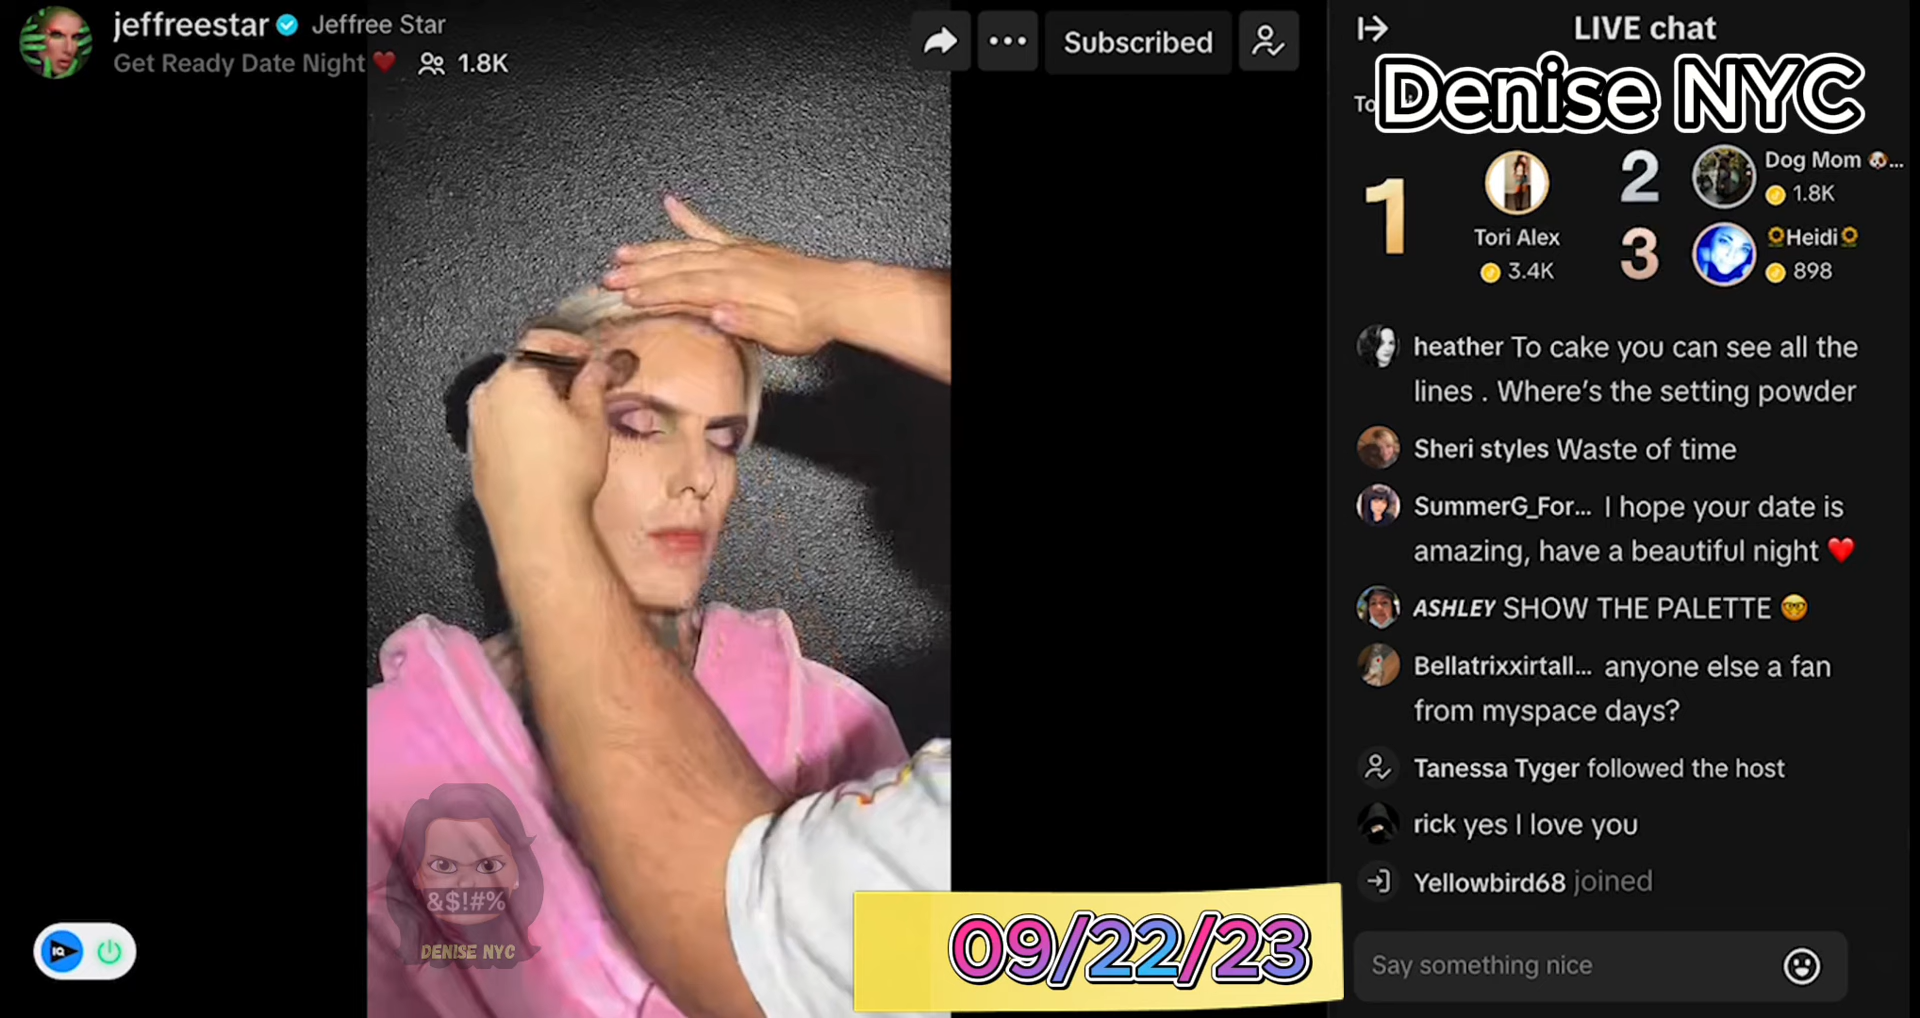 jeffreestar Jeffree Star
Get Ready Date Night ❤️ 1.8K
Subscribed
LIVE chat
Denise NYC
1
Tori Alex
3.4K
2
Dog Mom 🐶...
1.8K
3
🌻Heidi🌻
898
heather To cake you can see all the
lines . Where’s the setting powder
Sheri styles Waste of time
SummerG_For... I hope your date is
amazing, have a beautiful night ❤️
ASHLEY SHOW THE PALETTE 🤓
Bellatrixxirtall... anyone else a fan
from myspace days?
Tanessa Tyger followed the host
rick yes I love you
Yellowbird68 joined
Say something nice
&$!#%
DENISE NYC
IQ
09/22/23